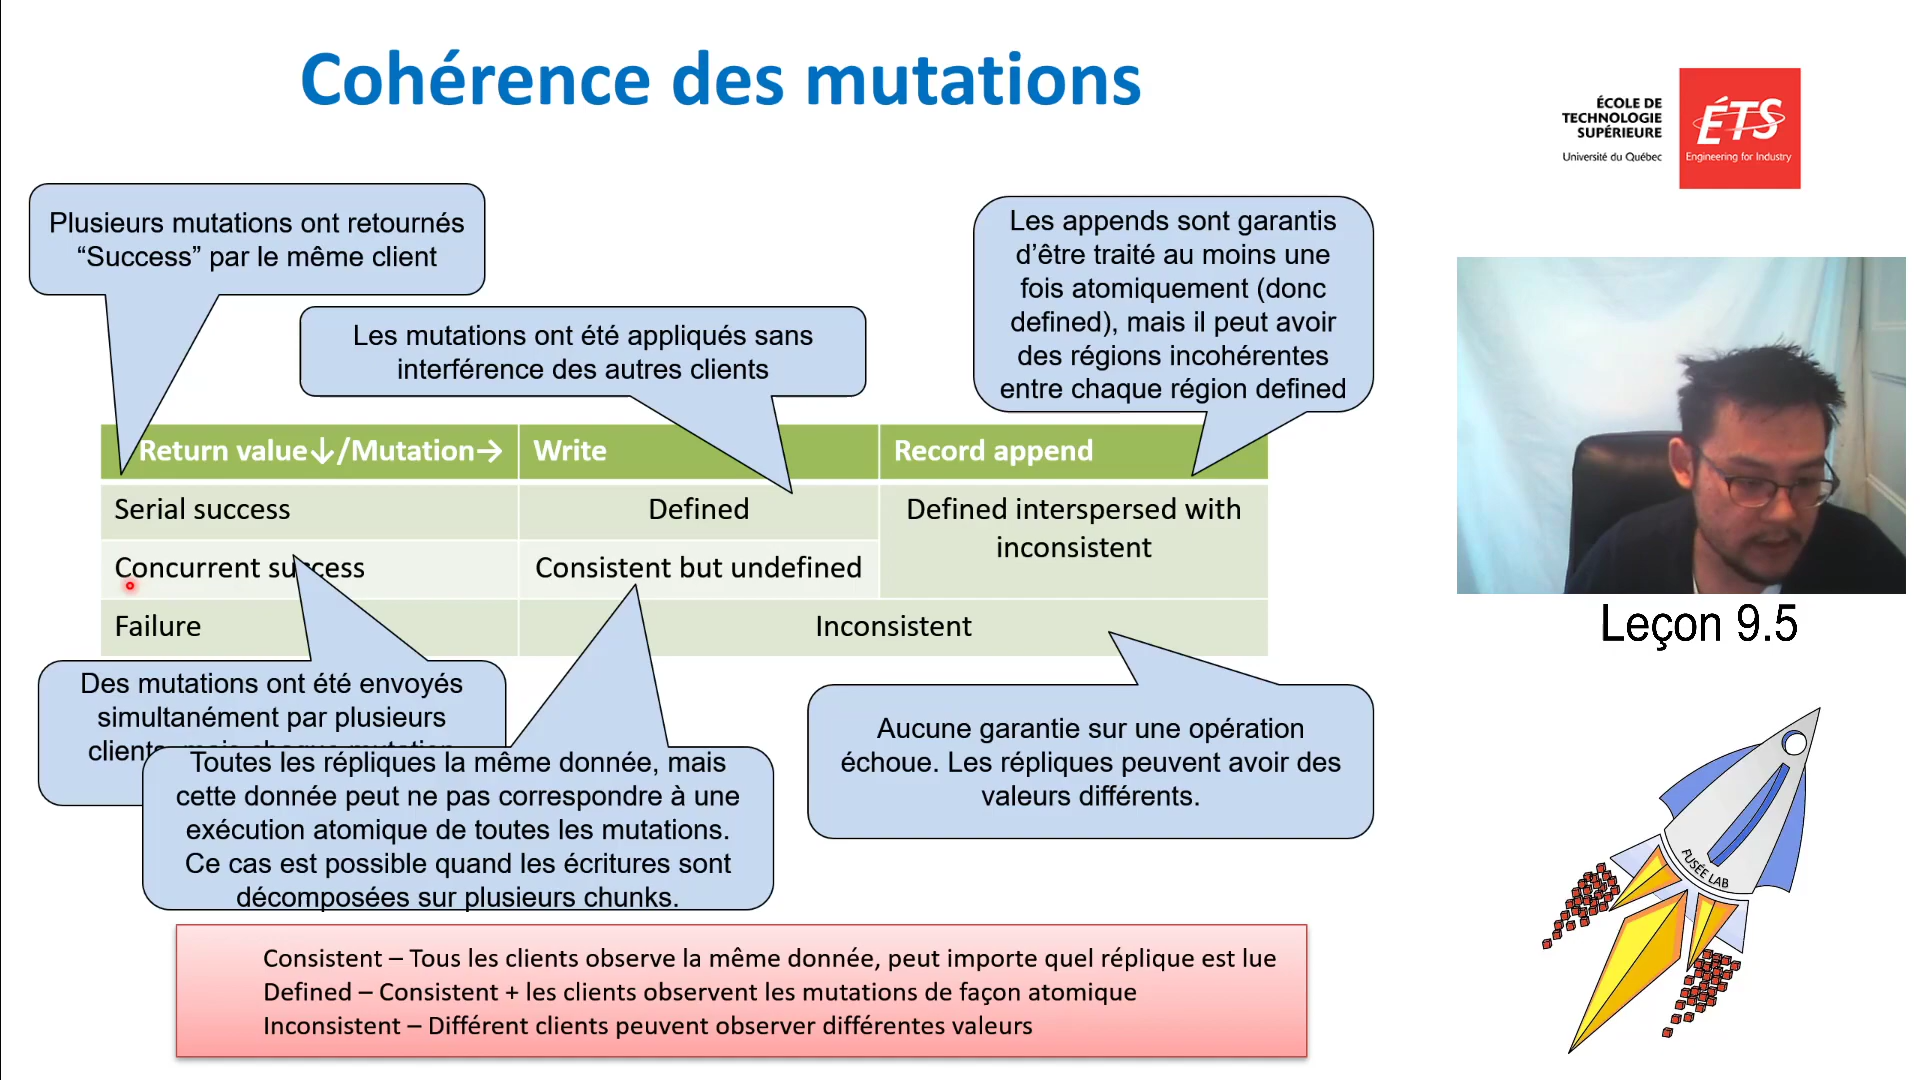 Cohérence des mutations
ÉCOLE DE
TECHNOLOGIE
SUPÉRIEURE
Université du Québec
ÉTS
Engineering for Industry
Plusieurs mutations ont retournés
“Success” par le même client
Les mutations ont été appliqués sans
interférence des autres clients
Les appends sont garantis
d’être traité au moins une
fois atomiquement (donc
defined), mais il peut avoir
des régions incohérentes
entre chaque région defined
Return value↓/Mutation→ Write Record append
Serial success Defined Defined interspersed with
inconsistent
Concurrent success Consistent but undefined
Failure Inconsistent
Leçon 9.5
Des mutations ont été envoyés
simultanément par plusieurs
clients, mais chaque mutation
Toutes les répliques la même donnée, mais
cette donnée peut ne pas correspondre à une
exécution atomique de toutes les mutations.
Ce cas est possible quand les écritures sont
décomposées sur plusieurs chunks.
Aucune garantie sur une opération
échoue. Les répliques peuvent avoir des
valeurs différents.
FUSÉE LAB
Consistent – Tous les clients observe la même donnée, peut importe quel réplique est lue
Defined – Consistent + les clients observent les mutations de façon atomique
Inconsistent – Différent clients peuvent observer différentes valeurs